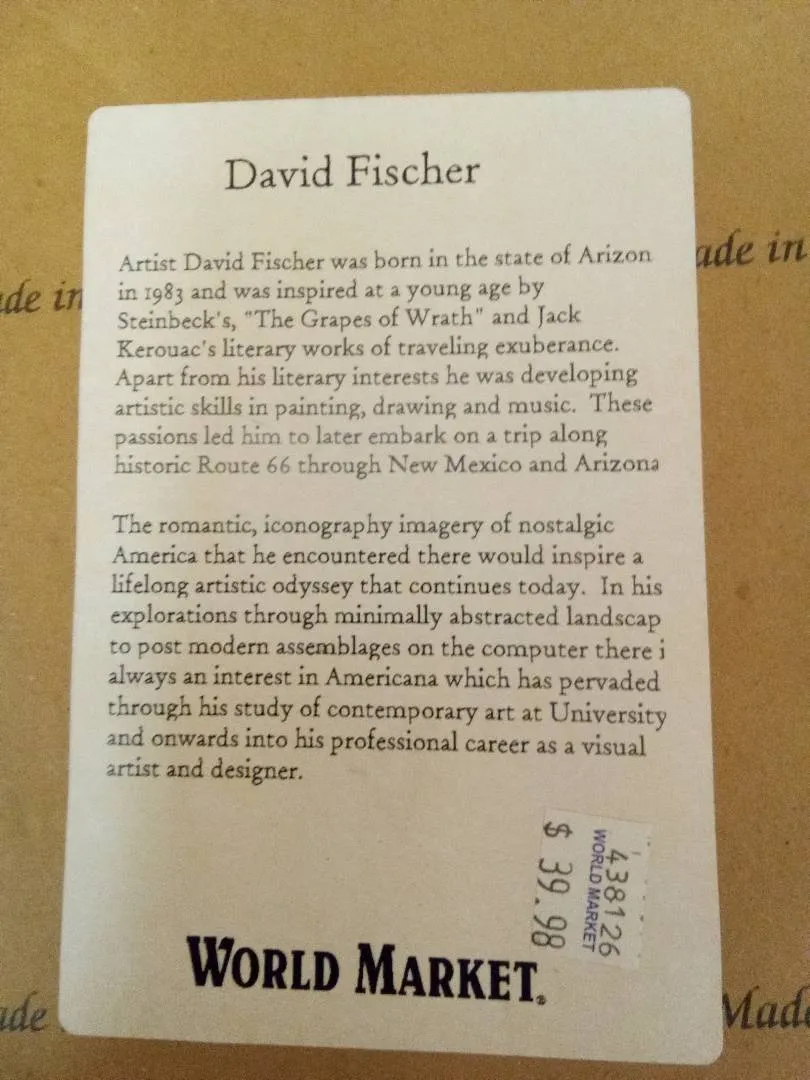 David Fischer
Artist David Fischer was born in the state of Arizon
in 1983 and was inspired at a young age by
Steinbeck's, "The Grapes of Wrath" and Jack
Kerouac's literary works of traveling exuberance.
Apart from his literary interests he was developing
artistic skills in painting, drawing and music. These
passions led him to later embark on a trip along
historic Route 66 through New Mexico and Arizona
The romantic, iconography imagery of nostalgic
America that he encountered there would inspire a
lifelong artistic odyssey that continues today. In his
explorations through minimally abstracted landscap
to post modern assemblages on the computer there i
always an interest in Americana which has pervaded
through his study of contemporary art at University
and onwards into his professional career as a visual
artist and designer.
438126
WORLD MARKET
$ 39.98
WORLD MARKET.
ade in
ade in
ade
Made